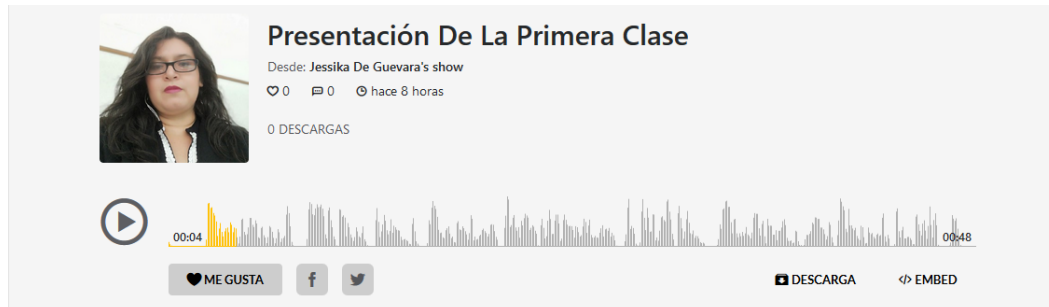 Presentación De La Primera Clase
Desde: Jessika De Guevara's show
0 0 hace 8 horas
0 DESCARGAS
00:04 00:48
ME GUSTA f DESCARGA </> EMBED